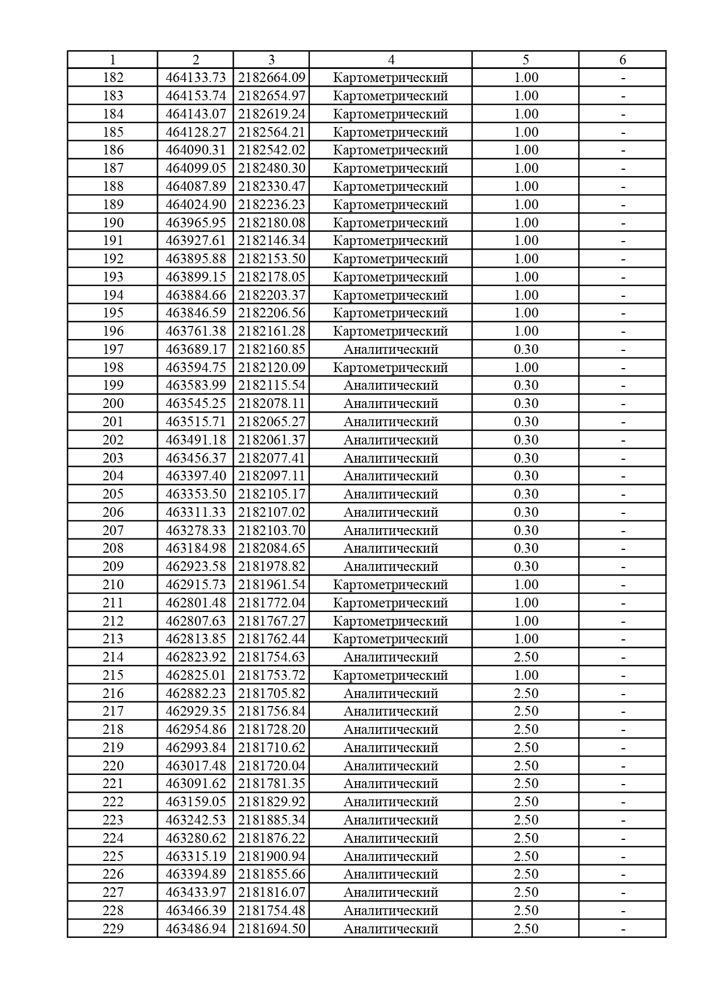 1 2 3 4 5 6
182 464133.73 2182664.09 Картометрический 1.00 -
183 464153.74 2182654.97 Картометрический 1.00 -
184 464143.07 2182619.24 Картометрический 1.00 -
185 464128.27 2182564.21 Картометрический 1.00 -
186 464090.31 2182542.02 Картометрический 1.00 -
187 464099.05 2182480.30 Картометрический 1.00 -
188 464087.89 2182330.47 Картометрический 1.00 -
189 464024.90 2182236.23 Картометрический 1.00 -
190 463965.95 2182180.08 Картометрический 1.00 -
191 463927.61 2182146.34 Картометрический 1.00 -
192 463895.88 2182153.50 Картометрический 1.00 -
193 463899.15 2182178.05 Картометрический 1.00 -
194 463884.66 2182203.37 Картометрический 1.00 -
195 463846.59 2182206.56 Картометрический 1.00 -
196 463761.38 2182161.28 Картометрический 1.00 -
197 463689.17 2182160.85 Аналитический 0.30 -
198 463594.75 2182120.09 Картометрический 1.00 -
199 463583.99 2182115.54 Аналитический 0.30 -
200 463545.25 2182078.11 Аналитический 0.30 -
201 463515.71 2182065.27 Аналитический 0.30 -
202 463491.18 2182061.37 Аналитический 0.30 -
203 463456.37 2182077.41 Аналитический 0.30 -
204 463397.40 2182097.11 Аналитический 0.30 -
205 463353.50 2182105.17 Аналитический 0.30 -
206 463311.33 2182107.02 Аналитический 0.30 -
207 463278.33 2182103.70 Аналитический 0.30 -
208 463184.98 2182084.65 Аналитический 0.30 -
209 462923.58 2181978.82 Аналитический 0.30 -
210 462915.73 2181961.54 Картометрический 1.00 -
211 462801.48 2181772.04 Картометрический 1.00 -
212 462807.63 2181767.27 Картометрический 1.00 -
213 462813.85 2181762.44 Картометрический 1.00 -
214 462823.92 2181754.63 Аналитический 2.50 -
215 462825.01 2181753.72 Картометрический 1.00 -
216 462882.23 2181705.82 Аналитический 2.50 -
217 462929.35 2181756.84 Аналитический 2.50 -
218 462954.86 2181728.20 Аналитический 2.50 -
219 462993.84 2181710.62 Аналитический 2.50 -
220 463017.48 2181720.04 Аналитический 2.50 -
221 463091.62 2181781.35 Аналитический 2.50 -
222 463159.05 2181829.92 Аналитический 2.50 -
223 463242.53 2181885.34 Аналитический 2.50 -
224 463280.62 2181876.22 Аналитический 2.50 -
225 463315.19 2181900.94 Аналитический 2.50 -
226 463394.89 2181855.66 Аналитический 2.50 -
227 463433.97 2181816.07 Аналитический 2.50 -
228 463466.39 2181754.48 Аналитический 2.50 -
229 463486.94 2181694.50 Аналитический 2.50 -